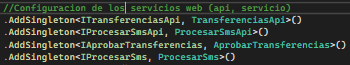 //Configuracion de los servicios web (api, servicio)
.AddSingleton<ITransferenciasApi, TransferenciasApi>()
.AddSingleton<IProcesarSmsApi, ProcesarSmsApi>()
.AddSingleton<IAprobarTransferencias, AprobarTransferencias>()
.AddSingleton<IProcesarSms, ProcesarSms>()